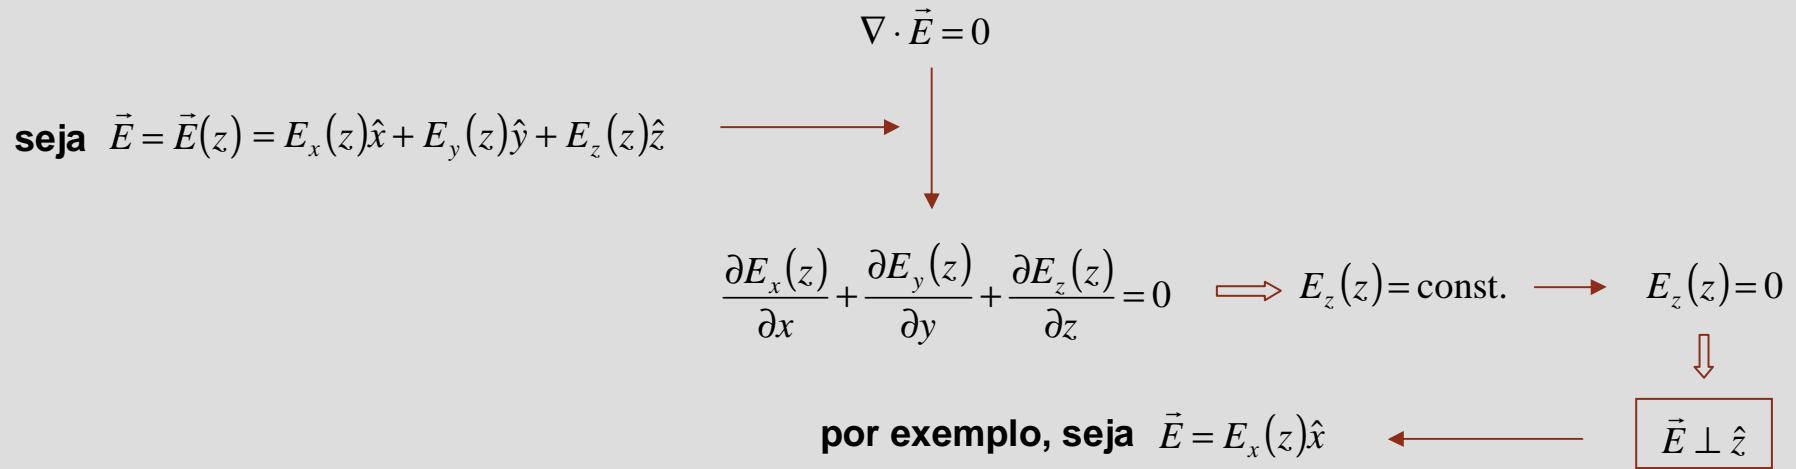 ∇ · E⃗ = 0
seja E⃗ = E⃗(z) = E_x(z)x̂ + E_y(z)ŷ + E_z(z)ẑ
∂E_x(z)/∂x + ∂E_y(z)/∂y + ∂E_z(z)/∂z = 0 ⇒ E_z(z) = const. → E_z(z) = 0
por exemplo, seja E⃗ = E_x(z)x̂ ← E⃗ ⊥ ẑ